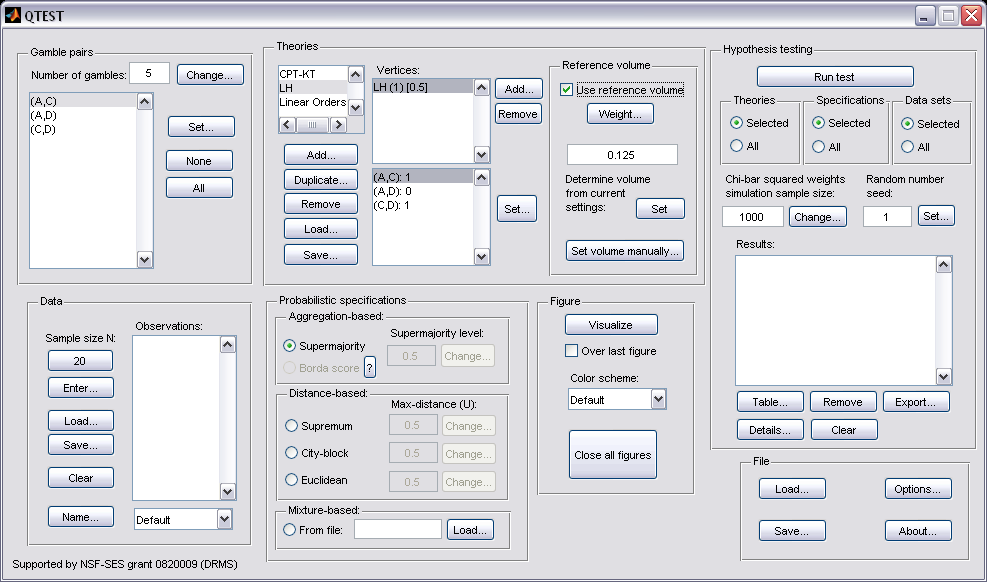 QTEST
Gamble pairs
Number of gambles: 5 Change...
(A,C)
(A,D)
(C,D)
Set...
None
All
Theories
CPT-KT
LH
Linear Orders
Add...
Duplicate...
Remove
Load...
Save...
Vertices:
LH (1) [0.5]
Add...
Remove
(A,C): 1
(A,D): 0
(C,D): 1
Set...
Reference volume
Use reference volume
Weight...
0.125
Determine volume
from current
settings:
Set
Set volume manually...
Hypothesis testing
Run test
Theories
Selected
All
Specifications
Selected
All
Data sets
Selected
All
Chi-bar squared weights
simulation sample size:
1000 Change...
Random number
seed:
1 Set...
Results:
Table... Remove Export...
Details... Clear
Data
Sample size N:
20
Enter...
Load...
Save...
Clear
Name...
Observations:
Default
Probabilistic specifications
Aggregation-based:
Supermajority
Borda score ?
Supermajority level:
0.5 Change...
Distance-based:
Max-distance (U):
Supremum 0.5 Change...
City-block 0.5 Change...
Euclidean 0.5 Change...
Mixture-based:
From file: Load...
Figure
Visualize
Over last figure
Color scheme:
Default
Close all figures
File
Load... Options...
Save... About...
Supported by NSF-SES grant 0820009 (DRMS)